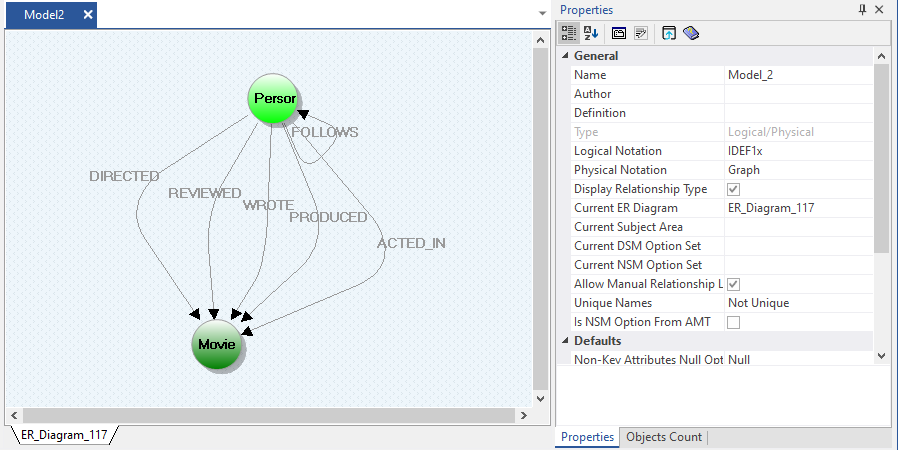 Model2
Person
FOLLOWS
DIRECTED
REVIEWED
WROTE
PRODUCED
ACTED_IN
Movie
ER_Diagram_117
Properties
General
Name Model_2
Author
Definition
Type Logical/Physical
Logical Notation IDEF1x
Physical Notation Graph
Display Relationship Type
Current ER Diagram ER_Diagram_117
Current Subject Area
Current DSM Option Set
Current NSM Option Set
Allow Manual Relationship L
Unique Names Not Unique
Is NSM Option From AMT
Defaults
Non-Key Attributes Null Opt Null
Properties Objects Count